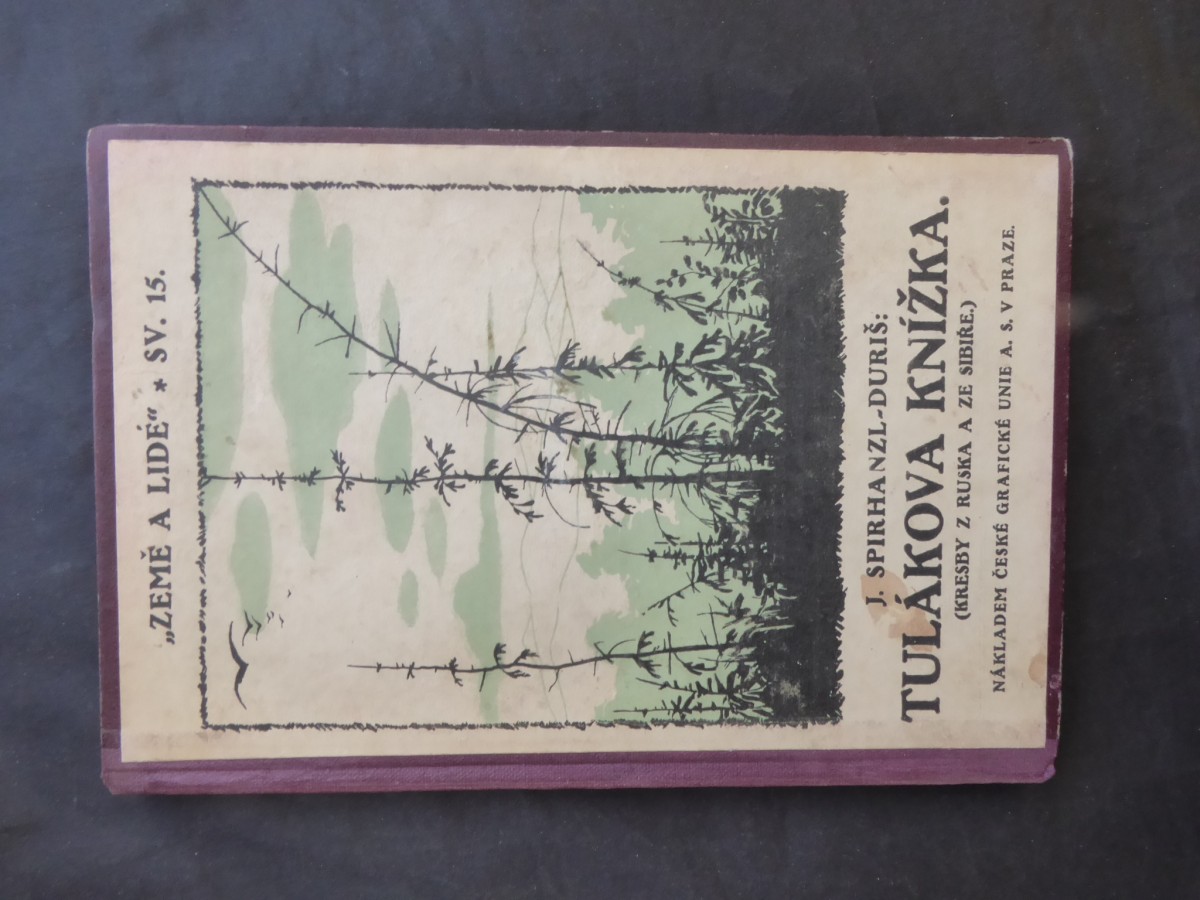 „ZEMĚ A LIDÉ“ * SV. 15.
J. SPIRHANZL-DURIŠ:
TULÁKOVA KNÍŽKA.
(KRESBY Z RUSKA A ZE SIBIŘE.)
NÁKLADEM ČESKÉ GRAFICKÉ UNIE A. S. V PRAZE.